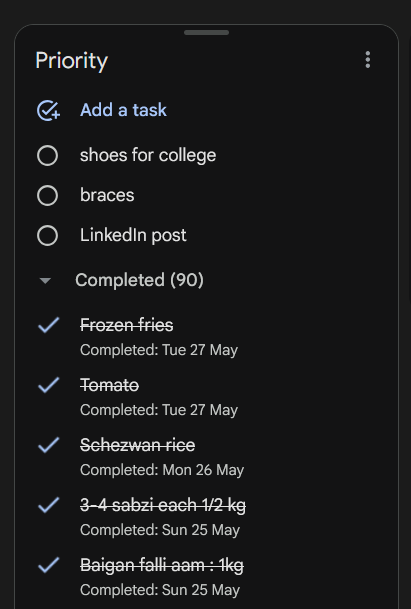 Priority
Add a task
shoes for college
braces
LinkedIn post
Completed (90)
Frozen fries
Completed: Tue 27 May
Tomato
Completed: Tue 27 May
Schezwan rice
Completed: Mon 26 May
3-4 sabzi each 1/2 kg
Completed: Sun 25 May
Baigan falli aam : 1kg
Completed: Sun 25 May